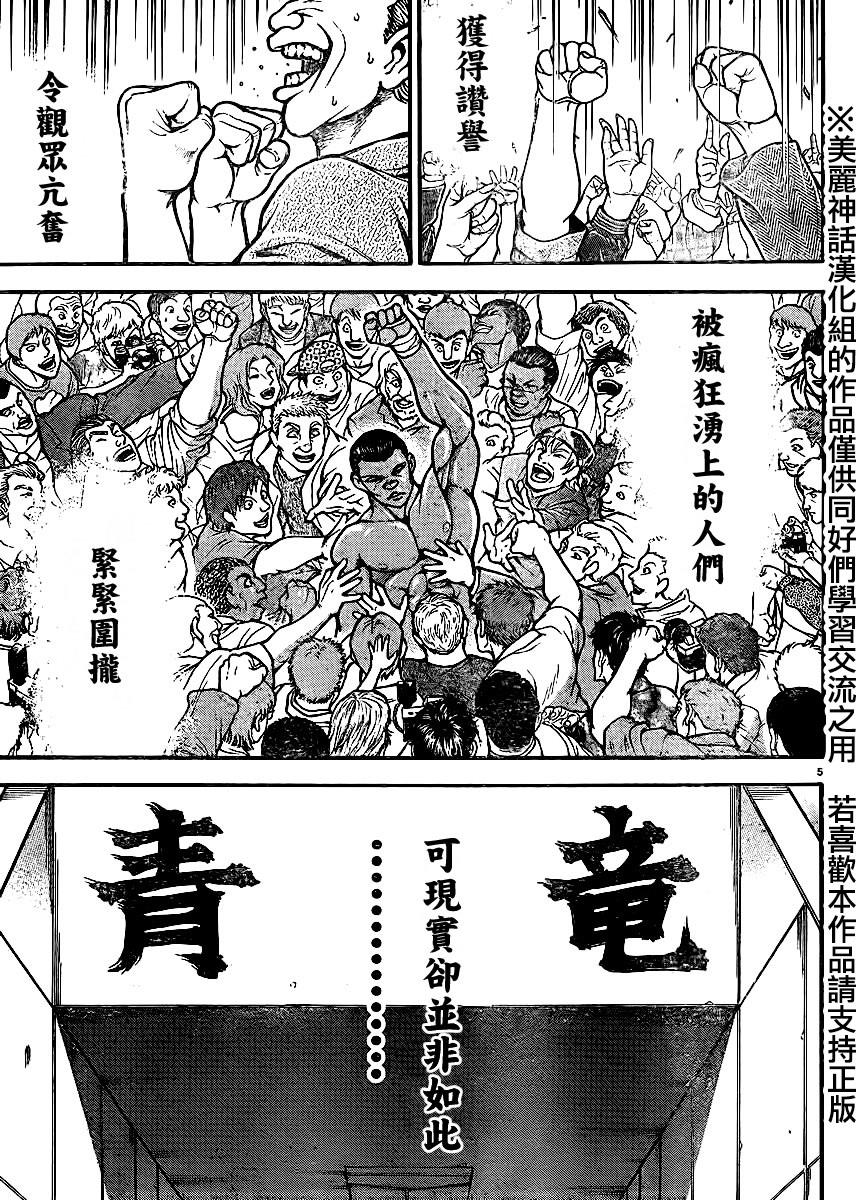 獲得讚譽
令觀眾亢奮
被瘋狂湧上的人們
緊緊圍攏
5
青竜
可現實卻並非如此
…………
※美麗神話漢化組的作品僅供同好們學習交流之用 若喜歡本作品請支持正版